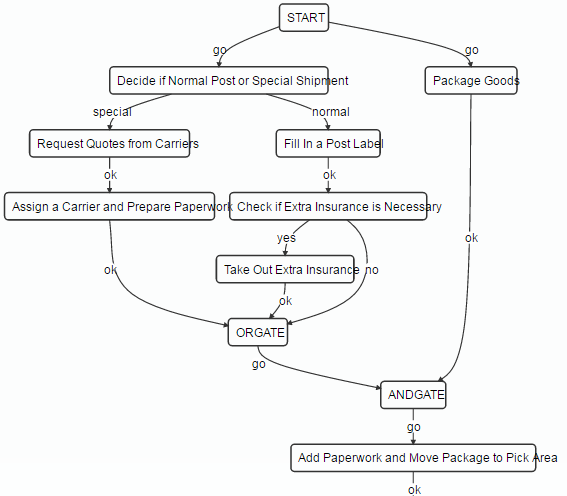 START
go
go
Decide if Normal Post or Special Shipment
Package Goods
special
normal
Request Quotes from Carriers
Fill In a Post Label
ok
ok
Assign a Carrier and Prepare Paperwork
Check if Extra Insurance is Necessary
yes
ok
ok
Take Out Extra Insurance
no
ok
ORGATE
go
ANDGATE
go
Add Paperwork and Move Package to Pick Area
ok